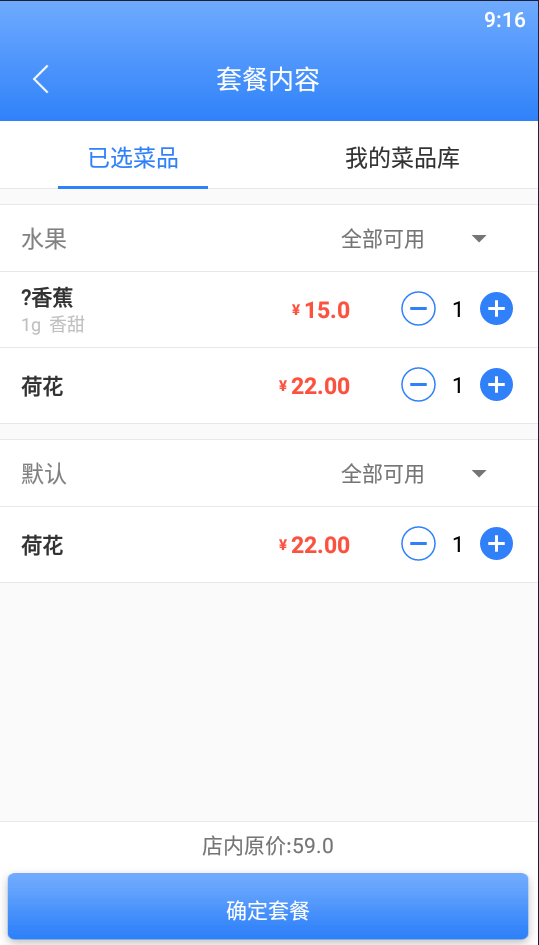 9:16
套餐内容
已选菜品 我的菜品库
水果 全部可用
?香蕉 ¥15.0 1
1g 香甜
荷花 ¥22.00 1
默认 全部可用
荷花 ¥22.00 1
店内原价:59.0
确定套餐